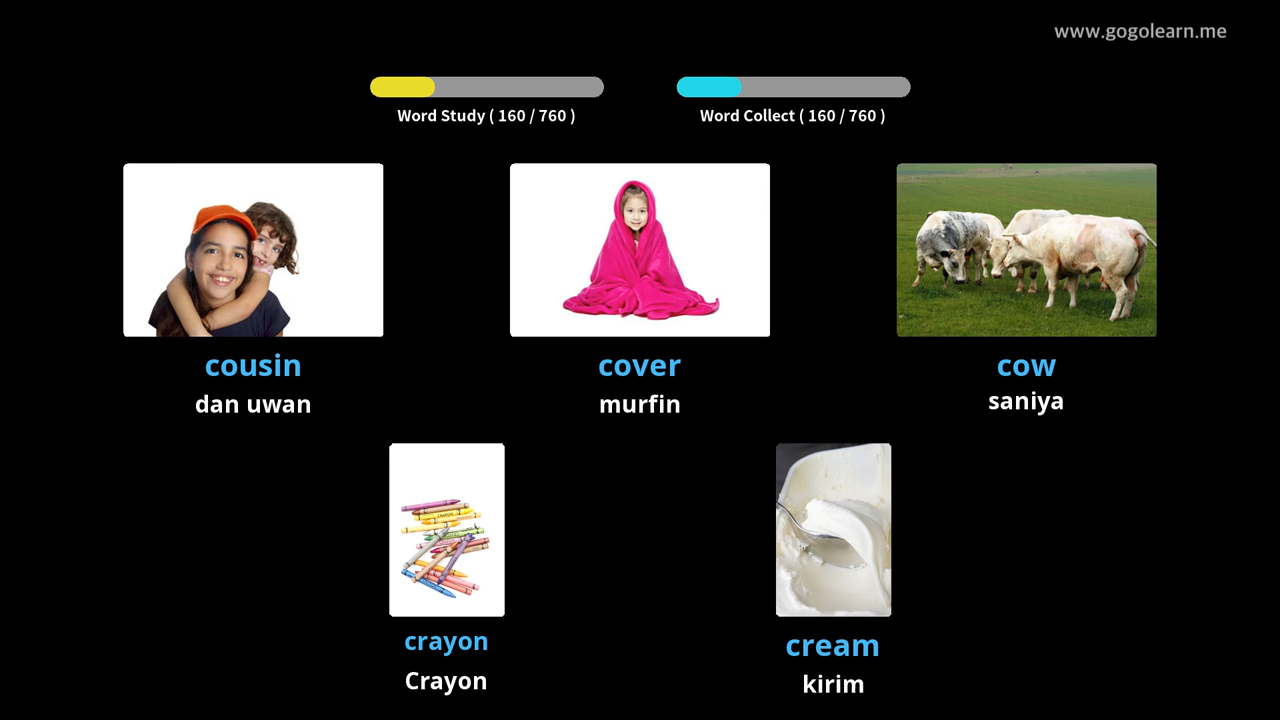 www.gogolearn.me
Word Study ( 160 / 760 )
Word Collect ( 160 / 760 )
cousin
dan uwan
cover
murfin
cow
saniya
crayon
Crayon
cream
kirim